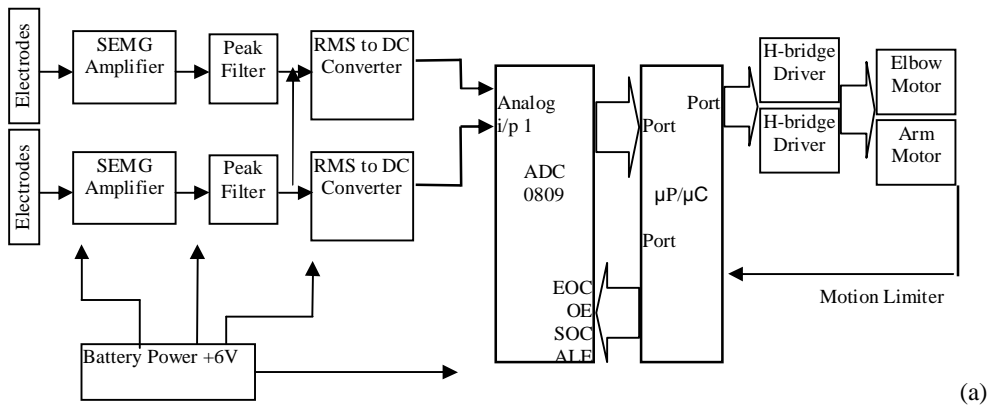 Electrodes
SEMG
Amplifier
Peak
Filter
RMS to DC
Converter
Electrodes
SEMG
Amplifier
Peak
Filter
RMS to DC
Converter
Battery Power +6V
Analog
i/p 1
ADC
0809
EOC
OE
SOC
ALE
Port
Port
µP/µC
Port
H-bridge
Driver
H-bridge
Driver
Elbow
Motor
Arm
Motor
Motion Limiter
(a)